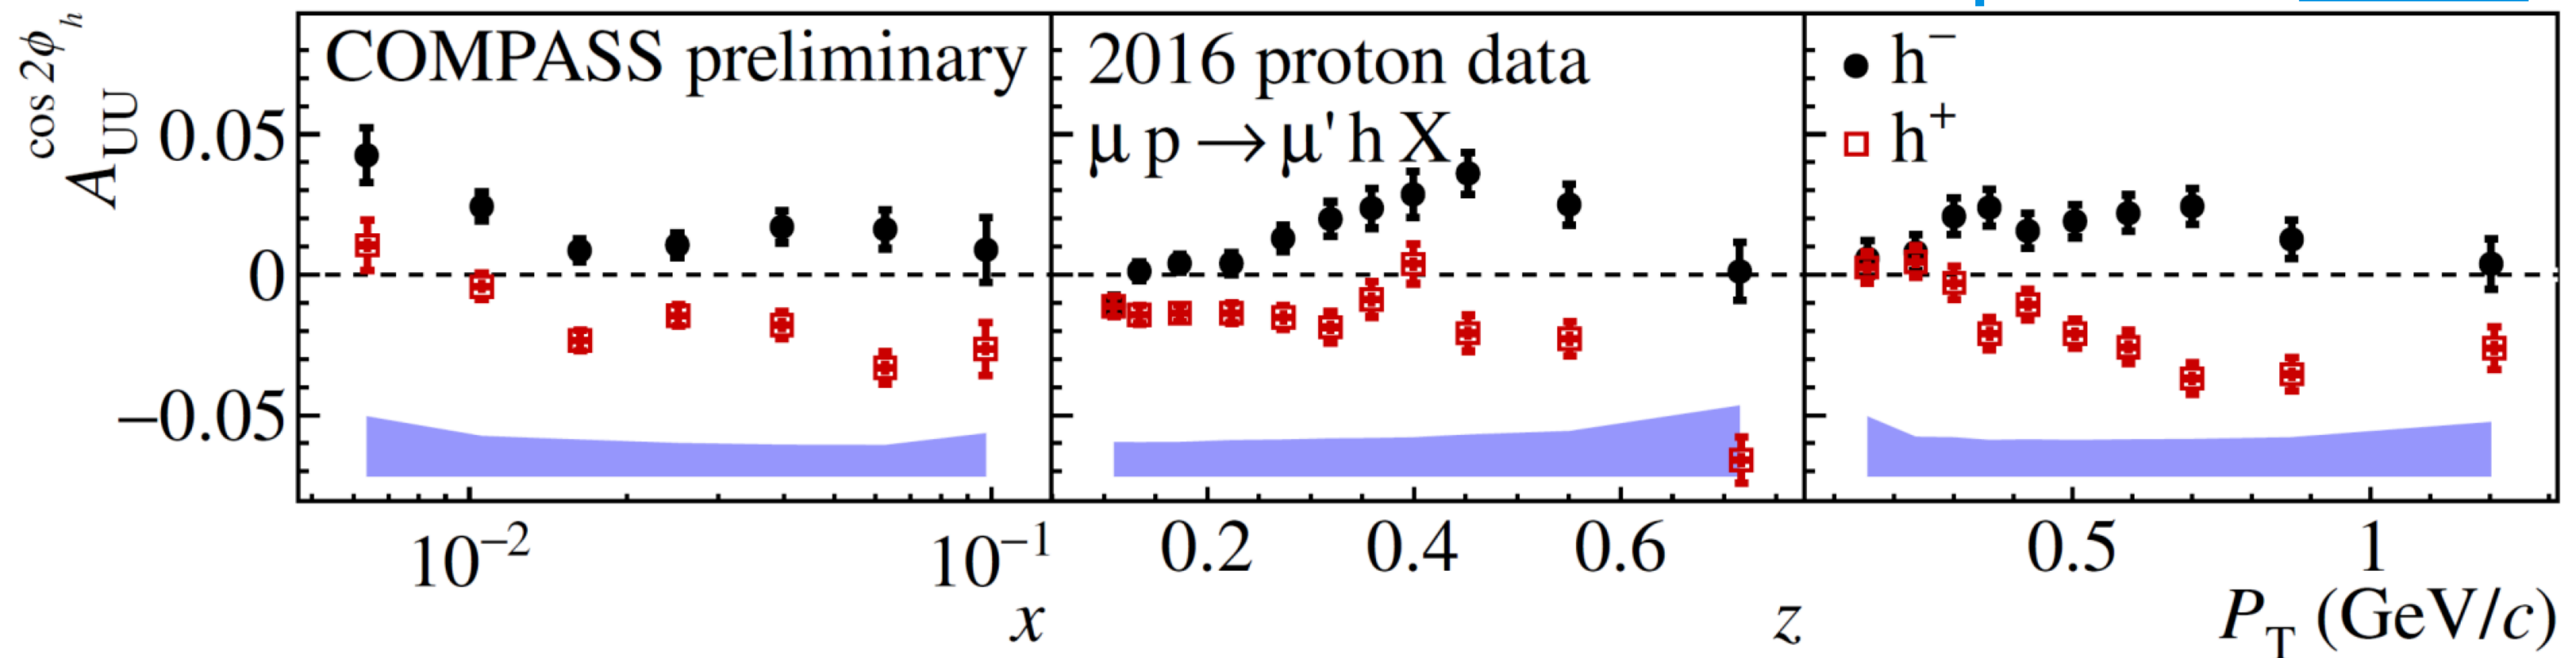 A_UU^cos 2ϕ_h
COMPASS preliminary
2016 proton data
μ p → μ' h X
h⁻
h⁺
0.05
0
−0.05
10⁻²
10⁻¹
x
0.2
0.4
0.6
z
0.5
1
P_T (GeV/c)